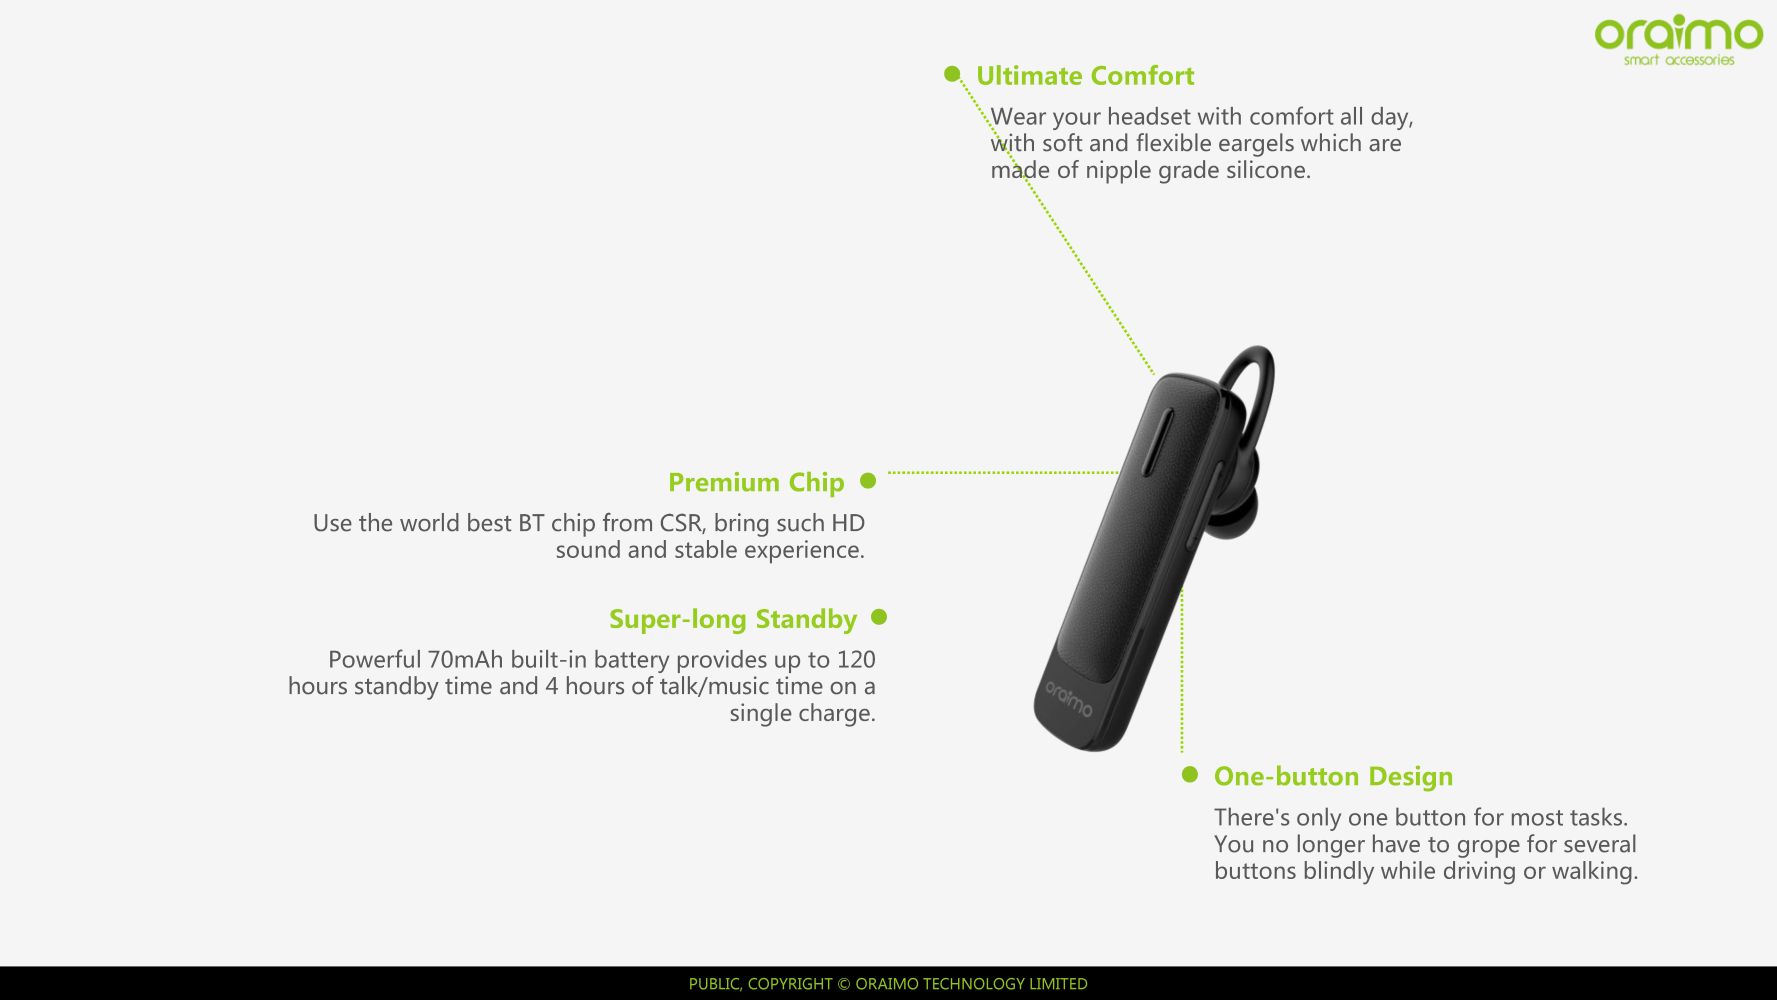 oraimo
smart accessories
Ultimate Comfort
Wear your headset with comfort all day,
with soft and flexible eargels which are
made of nipple grade silicone.
Premium Chip
Use the world best BT chip from CSR, bring such HD
sound and stable experience.
Super-long Standby
Powerful 70mAh built-in battery provides up to 120
hours standby time and 4 hours of talk/music time on a
single charge.
oraimo
One-button Design
There's only one button for most tasks.
You no longer have to grope for several
buttons blindly while driving or walking.
PUBLIC, COPYRIGHT © ORAIMO TECHNOLOGY LIMITED